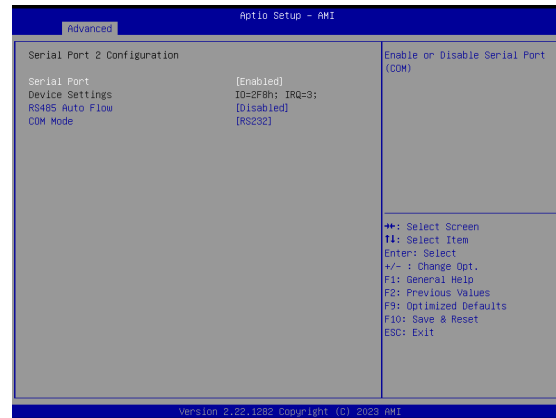 Aptio Setup - AMI
Advanced
Serial Port 2 Configuration
Serial Port [Enabled]
Device Settings IO=2F8h; IRQ=3;
RS485 Auto Flow [Disabled]
COM Mode [RS232]
Enable or Disable Serial Port
(COM)
→←: Select Screen
↑↓: Select Item
Enter: Select
+/- : Change Opt.
F1: General Help
F2: Previous Values
F9: Optimized Defaults
F10: Save & Reset
ESC: Exit
Version 2.22.1282 Copyright (C) 2023 AMI